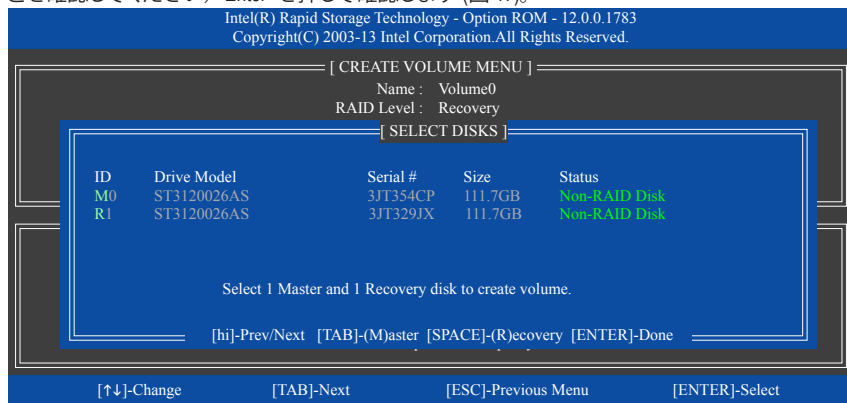 Intel(R) Rapid Storage Technology - Option ROM - 12.0.0.1783
Copyright(C) 2003-13 Intel Corporation.All Rights Reserved.
[ CREATE VOLUME MENU ]
Name : Volume0
RAID Level : Recovery
[ SELECT DISKS ]
ID Drive Model Serial # Size Status
M0 ST3120026AS 3JT354CP 111.7GB Non-RAID Disk
R1 ST3120026AS 3JT329JX 111.7GB Non-RAID Disk
Select 1 Master and 1 Recovery disk to create volume.
[hi]-Prev/Next [TAB]-(M)aster [SPACE]-(R)ecovery [ENTER]-Done
[↑↓]-Change [TAB]-Next [ESC]-Previous Menu [ENTER]-Select